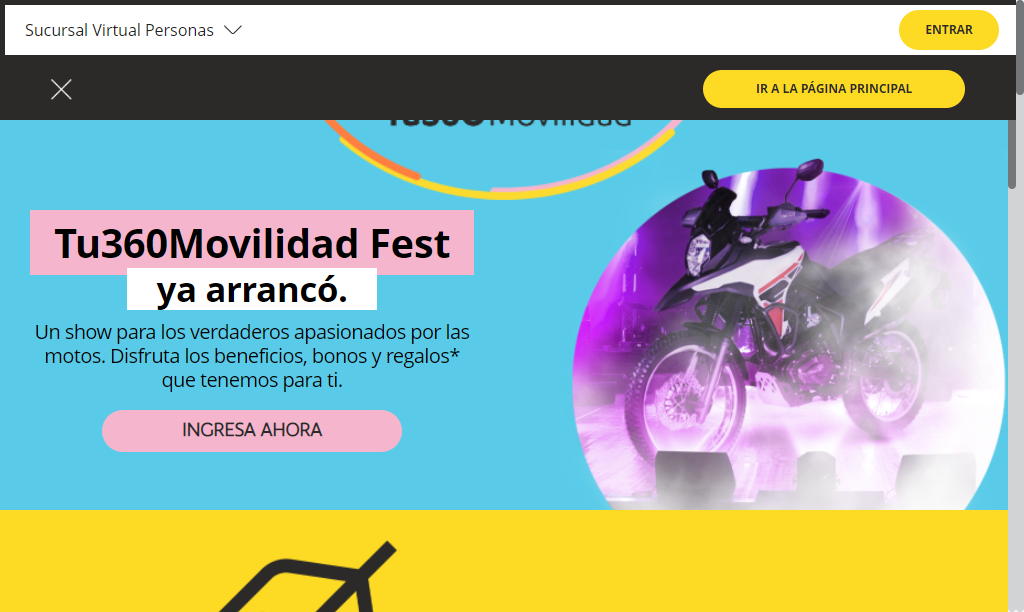 Sucursal Virtual Personas
ENTRAR
IR A LA PÁGINA PRINCIPAL
Tu360Movilidad
Tu360Movilidad Fest
ya arrancó.
Un show para los verdaderos apasionados por las
motos. Disfruta los beneficios, bonos y regalos*
que tenemos para ti.
INGRESA AHORA